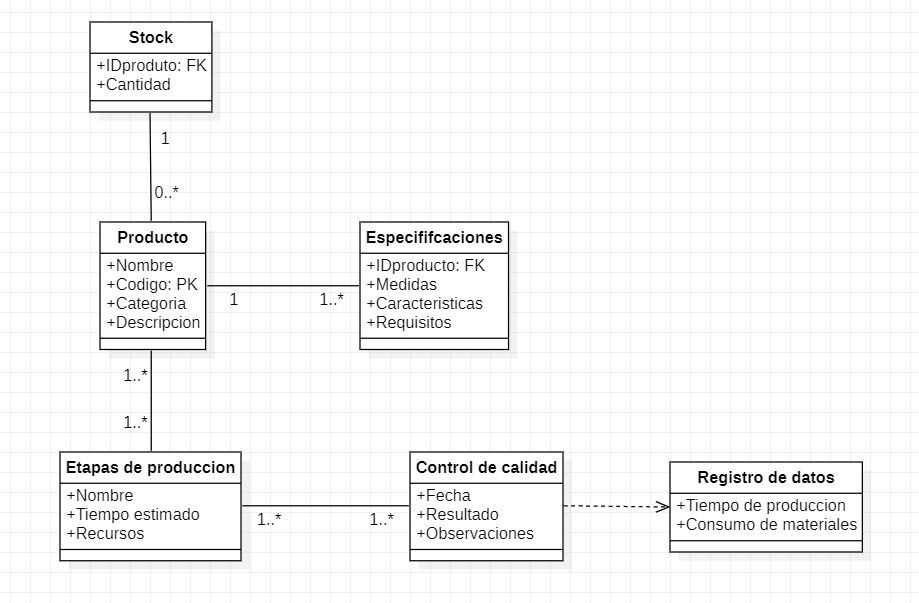 Stock
+IDproduto: FK
+Cantidad
1
0..*
Producto
+Nombre
+Codigo: PK
+Categoria
+Descripcion
1
1..*
Especififcaciones
+IDproducto: FK
+Medidas
+Caracteristicas
+Requisitos
1..*
1..*
Etapas de produccion
+Nombre
+Tiempo estimado
+Recursos
1..*
1..*
Control de calidad
+Fecha
+Resultado
+Observaciones
Registro de datos
+Tiempo de produccion
+Consumo de materiales